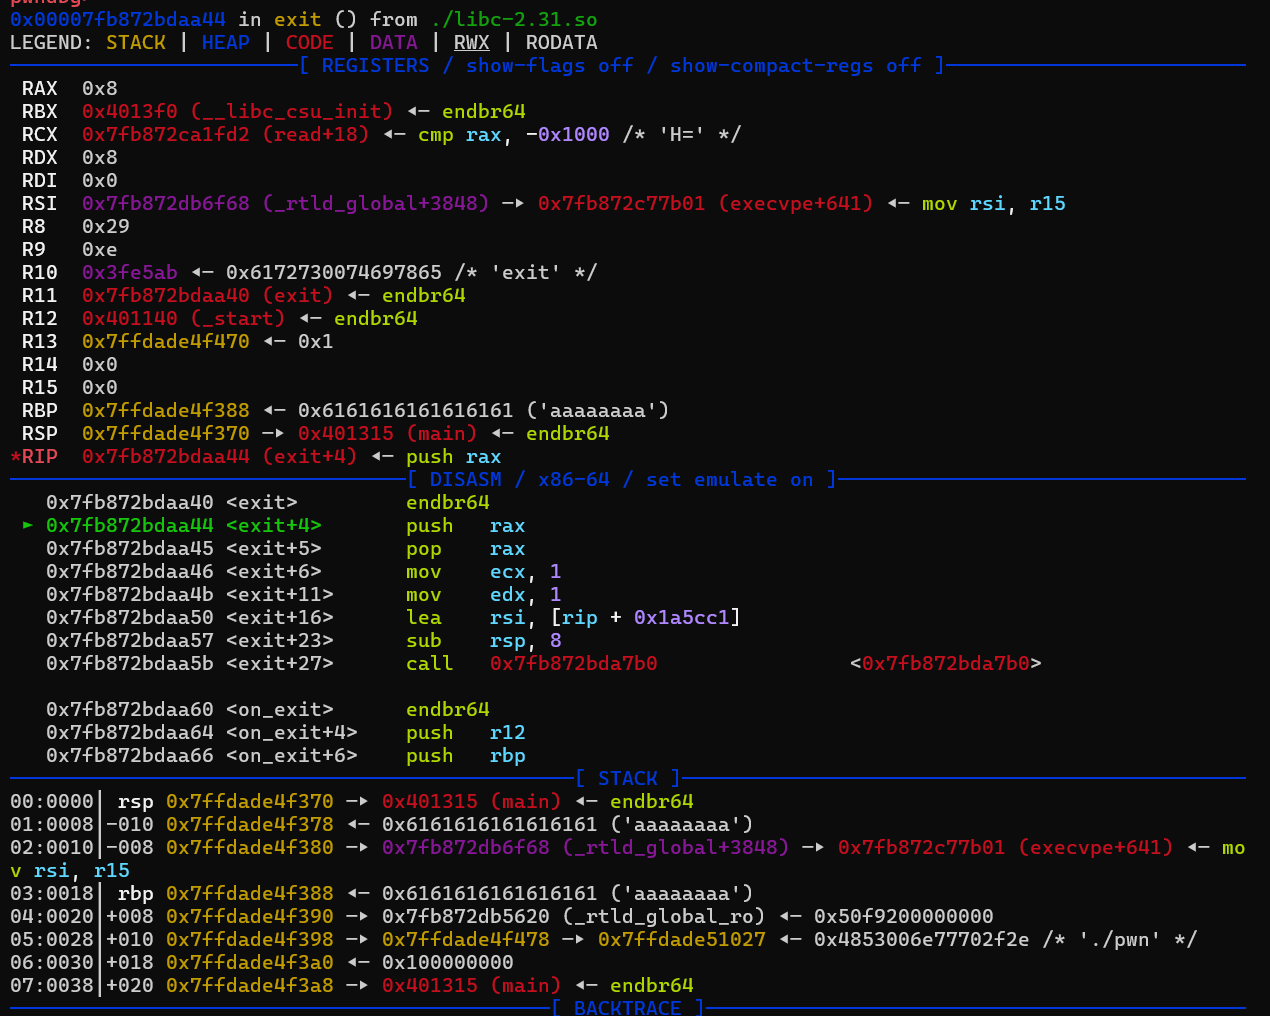 pwndbg>
0x00007fb872bdaa44 in exit () from ./libc-2.31.so
LEGEND: STACK | HEAP | CODE | DATA | RWX | RODATA
[ REGISTERS / show-flags off / show-compact-regs off ]
RAX 0x8
RBX 0x4013f0 (__libc_csu_init) ◂— endbr64
RCX 0x7fb872ca1fd2 (read+18) ◂— cmp rax, -0x1000 /* 'H=' */
RDX 0x8
RDI 0x0
RSI 0x7fb872db6f68 (_rtld_global+3848) —▸ 0x7fb872c77b01 (execvpe+641) ◂— mov rsi, r15
R8 0x29
R9 0xe
R10 0x3fe5ab ◂— 0x6172730074697865 /* 'exit' */
R11 0x7fb872bdaa40 (exit) ◂— endbr64
R12 0x401140 (_start) ◂— endbr64
R13 0x7ffdade4f470 ◂— 0x1
R14 0x0
R15 0x0
RBP 0x7ffdade4f388 ◂— 0x6161616161616161 ('aaaaaaaa')
RSP 0x7ffdade4f370 —▸ 0x401315 (main) ◂— endbr64
*RIP 0x7fb872bdaa44 (exit+4) ◂— push rax
[ DISASM / x86-64 / set emulate on ]
0x7fb872bdaa40 <exit> endbr64
► 0x7fb872bdaa44 <exit+4> push rax
0x7fb872bdaa45 <exit+5> pop rax
0x7fb872bdaa46 <exit+6> mov ecx, 1
0x7fb872bdaa4b <exit+11> mov edx, 1
0x7fb872bdaa50 <exit+16> lea rsi, [rip + 0x1a5cc1]
0x7fb872bdaa57 <exit+23> sub rsp, 8
0x7fb872bdaa5b <exit+27> call 0x7fb872bda7b0 <0x7fb872bda7b0>
0x7fb872bdaa60 <on_exit> endbr64
0x7fb872bdaa64 <on_exit+4> push r12
0x7fb872bdaa66 <on_exit+6> push rbp
[ STACK ]
00:0000│ rsp 0x7ffdade4f370 —▸ 0x401315 (main) ◂— endbr64
01:0008│-010 0x7ffdade4f378 ◂— 0x6161616161616161 ('aaaaaaaa')
02:0010│-008 0x7ffdade4f380 —▸ 0x7fb872db6f68 (_rtld_global+3848) —▸ 0x7fb872c77b01 (execvpe+641) ◂— mo
v rsi, r15
03:0018│ rbp 0x7ffdade4f388 ◂— 0x6161616161616161 ('aaaaaaaa')
04:0020│+008 0x7ffdade4f390 —▸ 0x7fb872db5620 (_rtld_global_ro) ◂— 0x50f9200000000
05:0028│+010 0x7ffdade4f398 —▸ 0x7ffdade4f478 —▸ 0x7ffdade51027 ◂— 0x4853006e77702f2e /* './pwn' */
06:0030│+018 0x7ffdade4f3a0 ◂— 0x100000000
07:0038│+020 0x7ffdade4f3a8 —▸ 0x401315 (main) ◂— endbr64
[ BACKTRACE ]